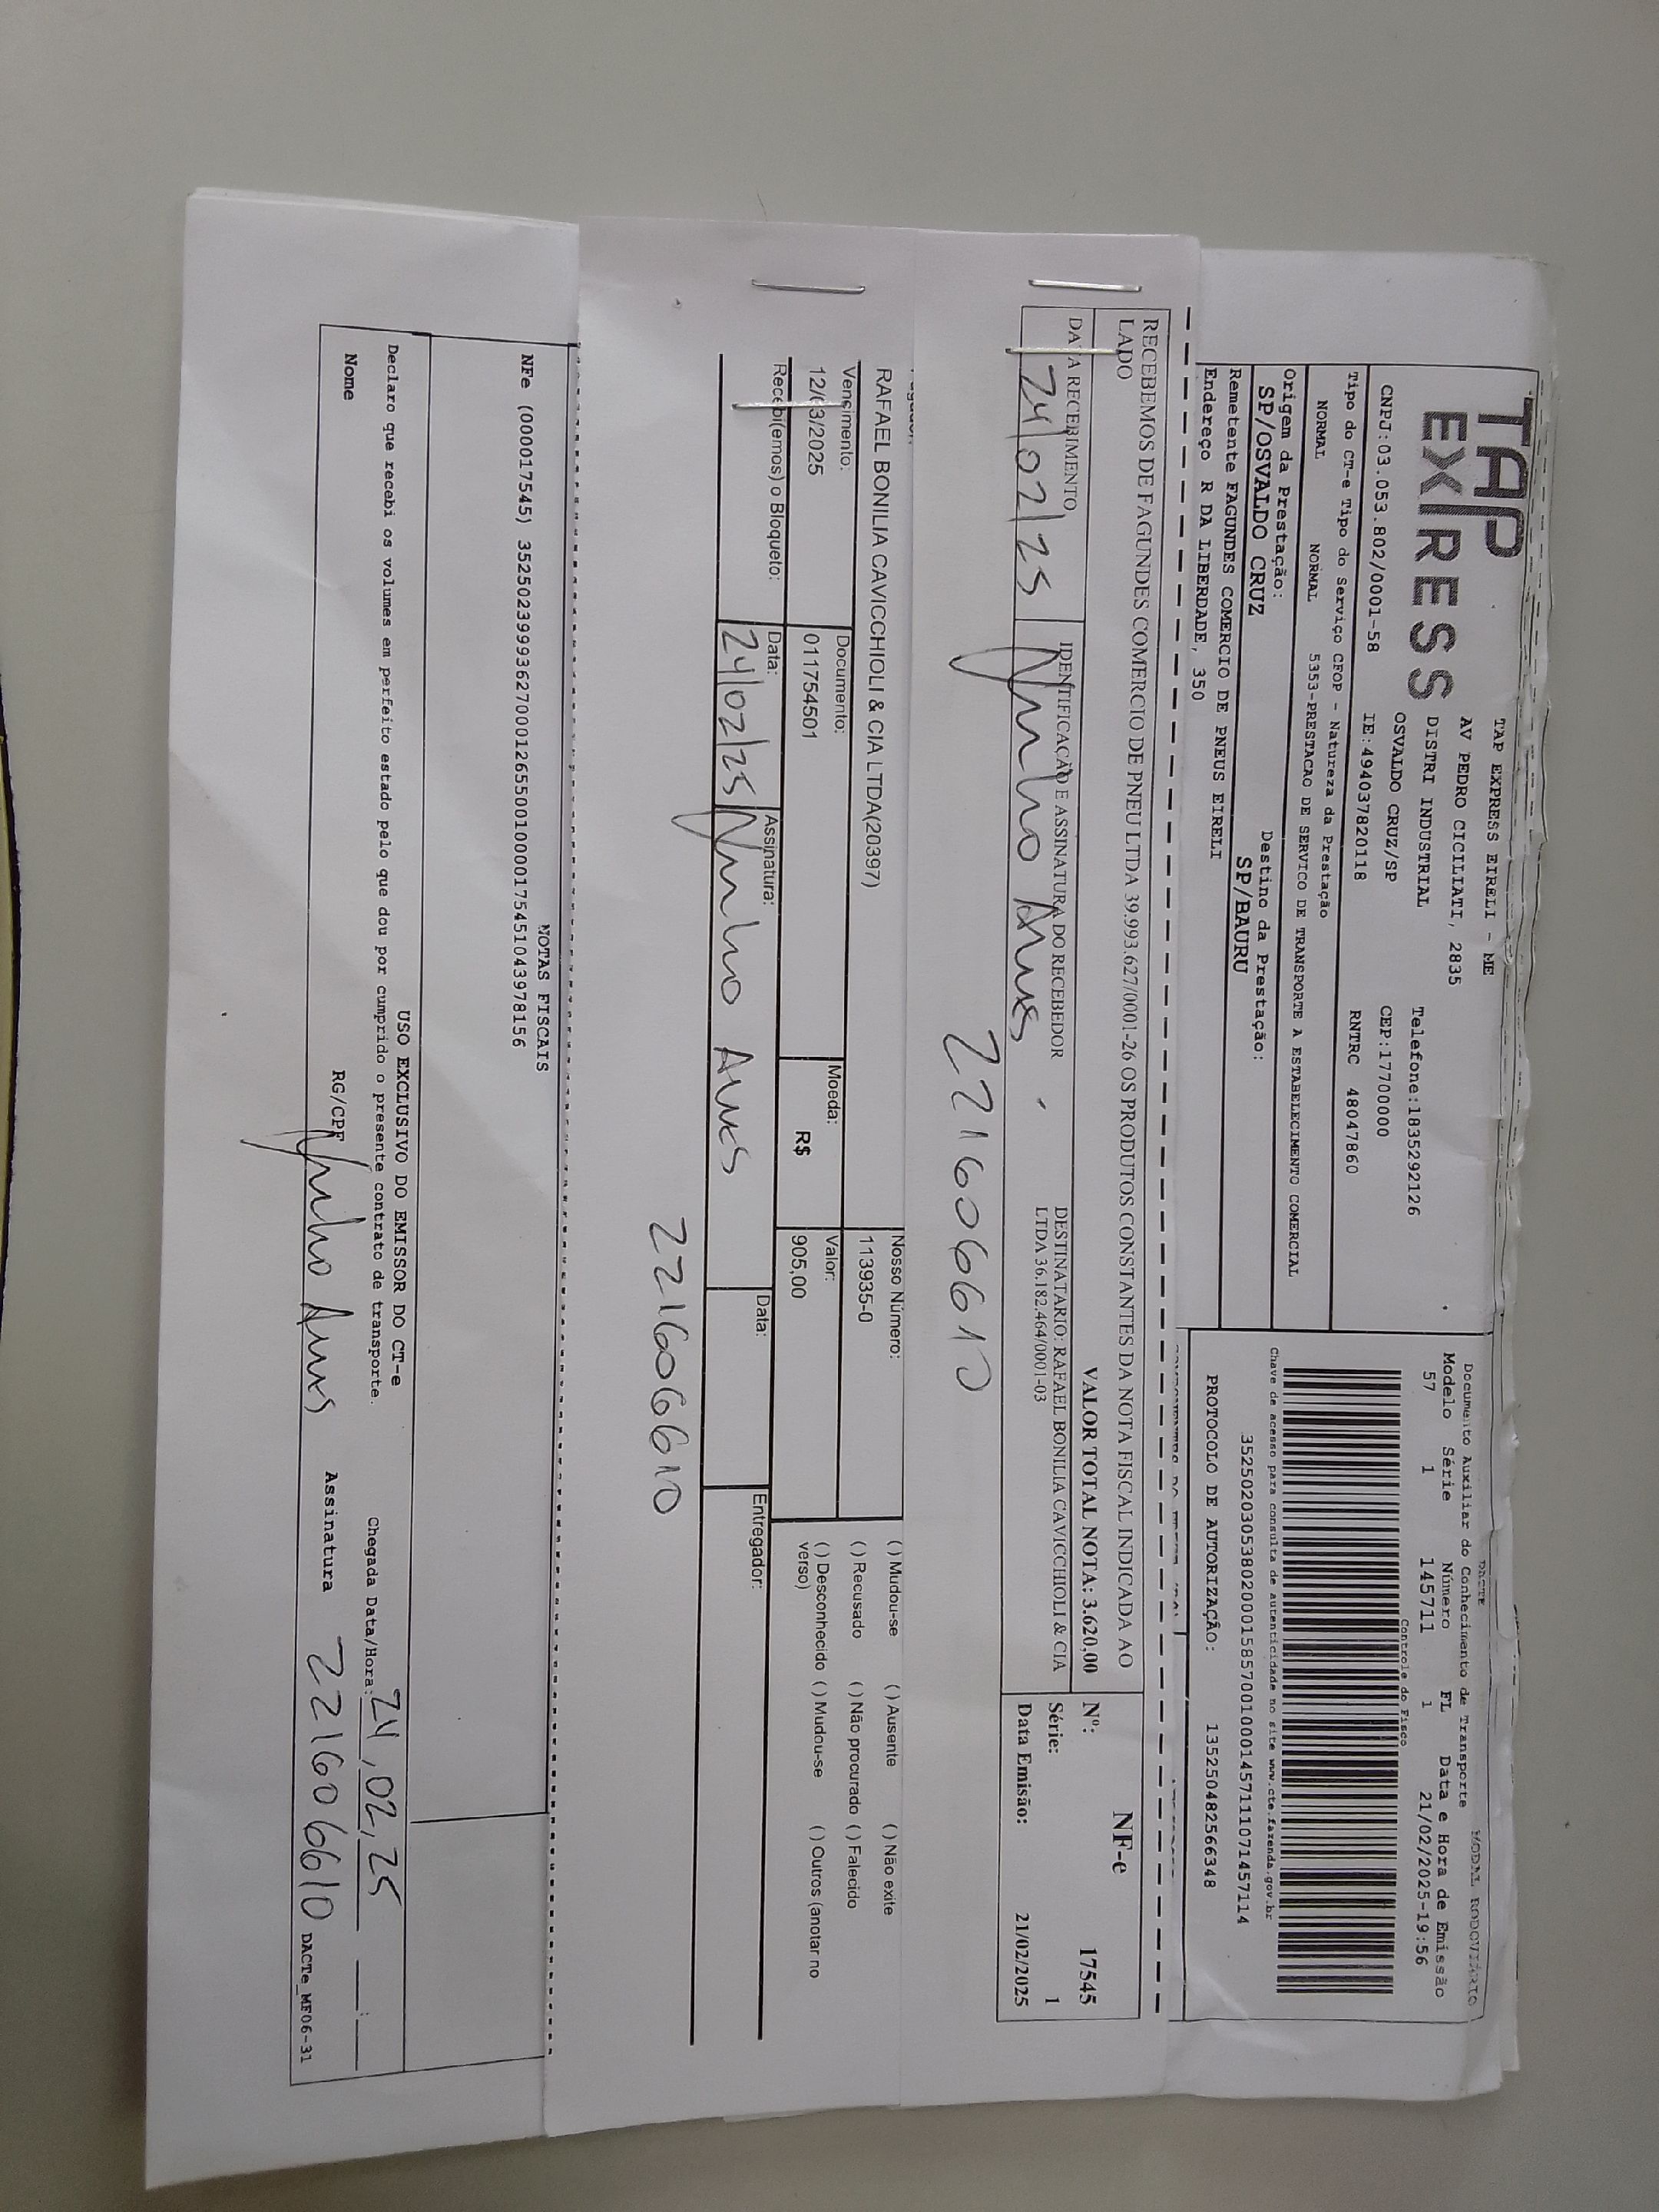 TAP
EXPRESS
TAP EXPRESS EIRELI - ME
AV PEDRO CICILIATI, 2835
DISTRI INDUSTRIAL
OSVALDO CRUZ/SP
Telefone:1835292126
CEP:17700000
CNPJ:03.053.802/0001-58 IE:494037820118 RNTRC 48047860
DACTE MODAL RODOVIÁRIO
Documento Auxiliar do Conhecimento de Transporte
Modelo Série Número FL Data e Hora de Emissão
57 1 145711 1 21/02/2025-19:56
Controle do Fisco
Tipo do CT-e Tipo do Serviço CFOP - Natureza da Prestação
NORMAL NORMAL 5353-PRESTACAO DE SERVICO DE TRANSPORTE A ESTABELECIMENTO COMERCIAL
Chave de acesso para consulta de autenticidade no site www.cte.fazenda.gov.br
Origem da Prestação: Destino da Prestação:
SP/OSVALDO CRUZ SP/BAURU
Remetente FAGUNDES COMERCIO DE PNEUS EIRELI
Endereço R DA LIBERDADE, 350
PROTOCOLO DE AUTORIZAÇÃO: 135250482566348
RECEBEMOS DE FAGUNDES COMERCIO DE PNEU LTDA 39.993.627/0001-26 OS PRODUTOS CONSTANTES DA NOTA FISCAL INDICADA AO
LADO
VALOR TOTAL NOTA: 3.620,00
NF-e
Nº: 17545
Série: 1
Data Emissão: 21/02/2025
DATA RECEBIMENTO IDENTIFICAÇÃO E ASSINATURA DO RECEBEDOR
DESTINATARIO: RAFAEL BONILIA CAVICCHIOLI & CIA
LTDA 36.182.464/0001-03
24/02/25
221606610
RAFAEL BONILIA CAVICCHIOLI & CIA LTDA(20397)
Nosso Número:
113935-0
Vencimento: Documento: Moeda: Valor:
12/03/2025 011754501 R$ 905,00
( ) Mudou-se ( ) Ausente ( ) Não exite
( ) Recusado ( ) Não procurado ( ) Falecido
( ) Desconhecido ( ) Mudou-se ( ) Outros (anotar no
verso)
Recebi(emos) o Bloqueto: Data: Assinatura: Data: Entregador:
24/02/25
221606610
NOTAS FISCAIS
NFe (000017545) 35250239993627000126550010000175451043978156
USO EXCLUSIVO DO EMISSOR DO CT-e
Declaro que recebi os volumes em perfeito estado pelo que dou por cumprido o presente contrato de transporte.
Chegada Data/Hora: 24,02,25 :
Nome RG/CPF Assinatura 221606610
DACTe_MF06-31